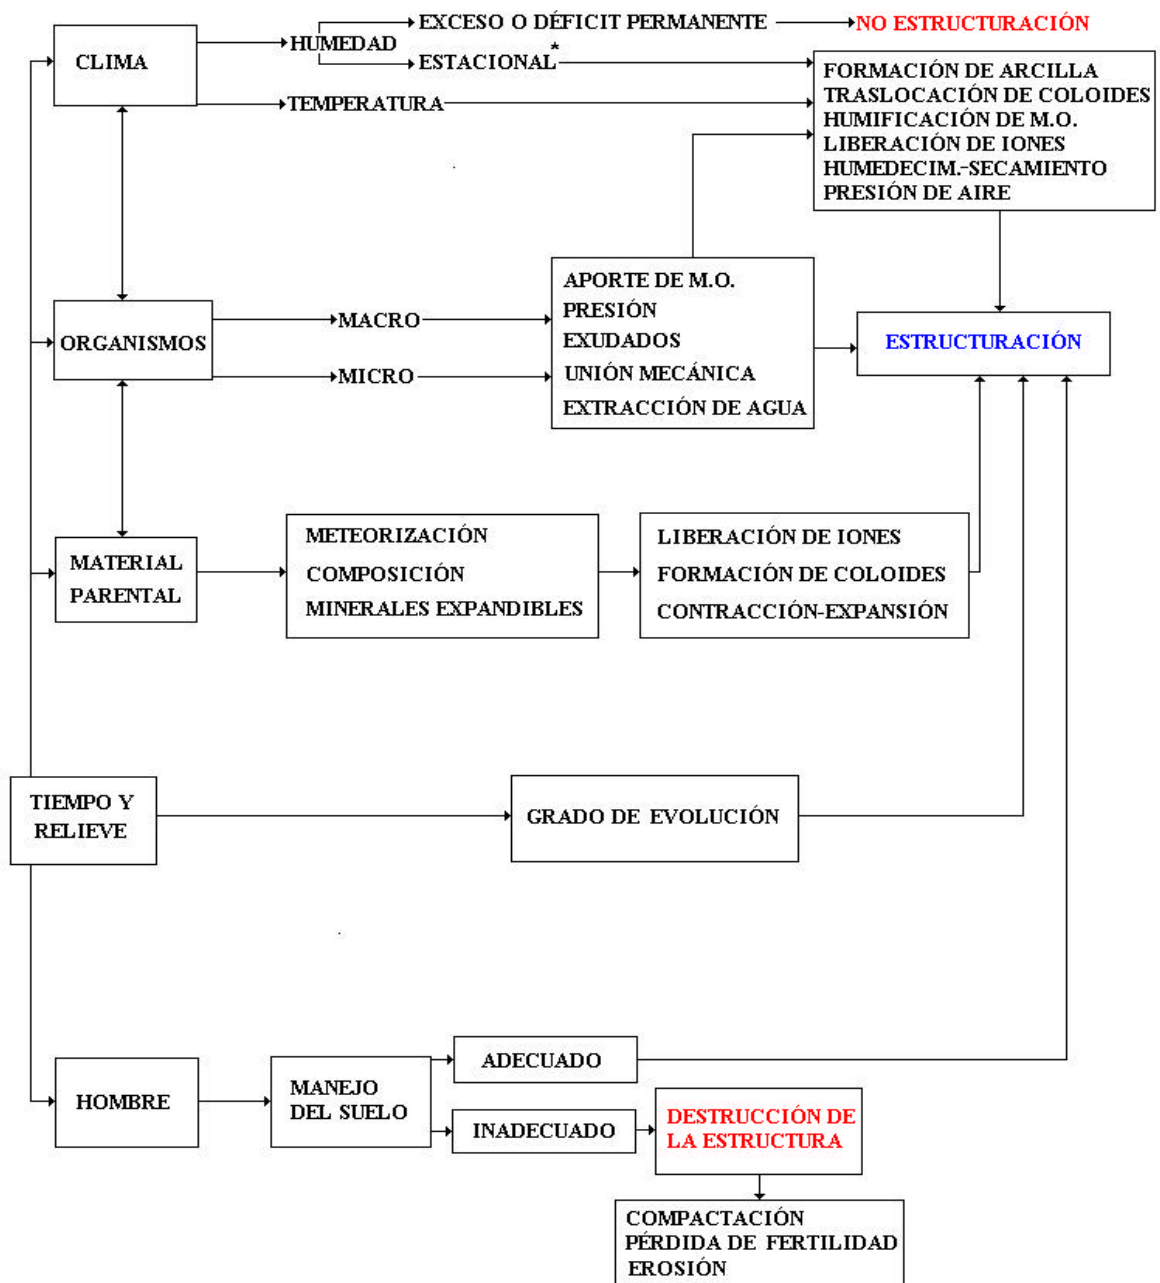 EXCESO O DÉFICIT PERMANENTE
NO ESTRUCTURACIÓN
HUMEDAD
CLIMA
ESTACIONAL*
TEMPERATURA
FORMACIÓN DE ARCILLA
TRASLOCACIÓN DE COLOIDES
HUMIFICACIÓN DE M.O.
LIBERACIÓN DE IONES
HUMEDECIM.-SECAMIENTO
PRESIÓN DE AIRE
ORGANISMOS
MACRO
MICRO
APORTE DE M.O.
PRESIÓN
EXUDADOS
UNIÓN MECÁNICA
EXTRACCIÓN DE AGUA
ESTRUCTURACIÓN
MATERIAL
PARENTAL
METEORIZACIÓN
COMPOSICIÓN
MINERALES EXPANDIBLES
LIBERACIÓN DE IONES
FORMACIÓN DE COLOIDES
CONTRACCIÓN-EXPANSIÓN
TIEMPO Y
RELIEVE
GRADO DE EVOLUCIÓN
HOMBRE
MANEJO
DEL SUELO
ADECUADO
INADECUADO
DESTRUCCIÓN DE
LA ESTRUCTURA
COMPACTACIÓN
PÉRDIDA DE FERTILIDAD
EROSIÓN